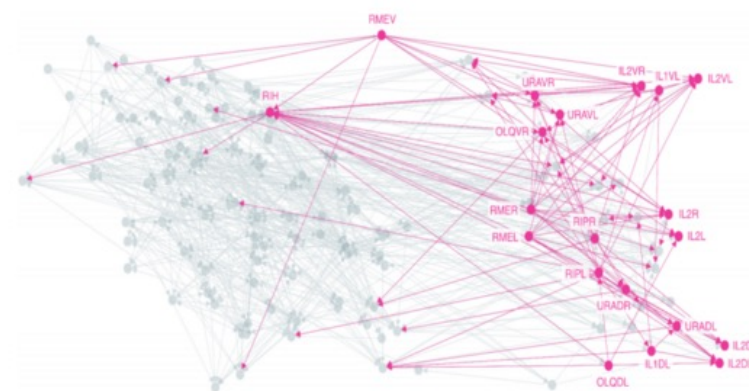 RMEV
IL2VR
IL1VL
IL2VL
URAVR
RIH
URAVL
OLQVR
RMER
IL2R
RIPR
RMEL
IL2L
RIPL
URADR
URADL
IL1DL
OLQDL